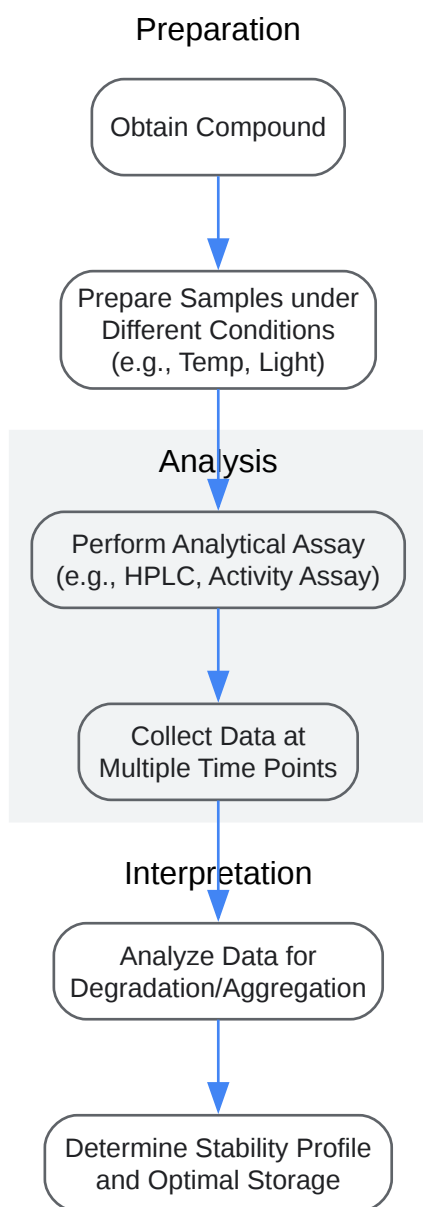 Preparation
Obtain Compound
Prepare Samples under
Different Conditions
(e.g., Temp, Light)
Analysis
Perform Analytical Assay
(e.g., HPLC, Activity Assay)
Collect Data at
Multiple Time Points
Interpretation
Analyze Data for
Degradation/Aggregation
Determine Stability Profile
and Optimal Storage